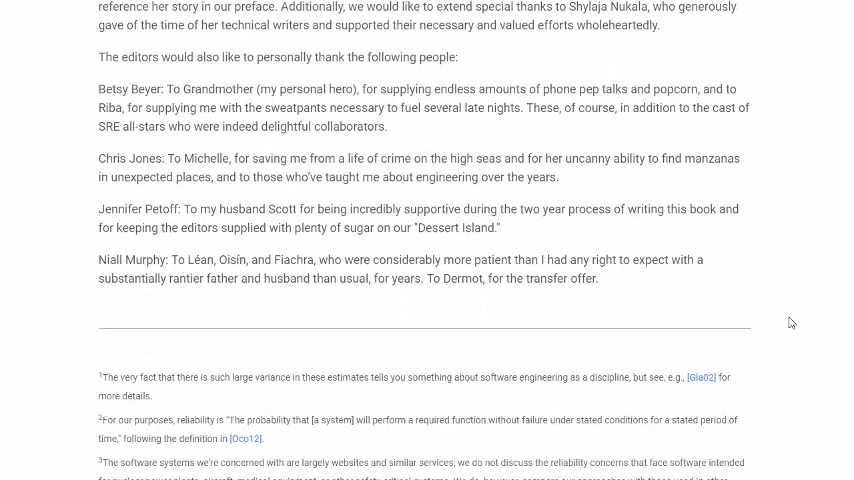 reference her story in our preface. Additionally, we would like to extend special thanks to Shylaja Nukala, who generously
gave of the time of her technical writers and supported their necessary and valued efforts wholeheartedly.
The editors would also like to personally thank the following people:
Betsy Beyer: To Grandmother (my personal hero), for supplying endless amounts of phone pep talks and popcorn, and to
Riba, for supplying me with the sweatpants necessary to fuel several late nights. These, of course, in addition to the cast of
SRE all-stars who were indeed delightful collaborators.
Chris Jones: To Michelle, for saving me from a life of crime on the high seas and for her uncanny ability to find manzanas
in unexpected places, and to those who've taught me about engineering over the years.
Jennifer Petoff: To my husband Scott for being incredibly supportive during the two year process of writing this book and
for keeping the editors supplied with plenty of sugar on our "Dessert Island."
Niall Murphy: To Léan, Oisín, and Fiachra, who were considerably more patient than I had any right to expect with a
substantially rantier father and husband than usual, for years. To Dermot, for the transfer offer.
1The very fact that there is such large variance in these estimates tells you something about software engineering as a discipline, but see, e.g., [Gla02] for
more details.
2For our purposes, reliability is "The probability that [a system] will perform a required function without failure under stated conditions for a stated period of
time," following the definition in [Oco12].
3The software systems we're concerned with are largely websites and similar services; we do not discuss the reliability concerns that face software intended